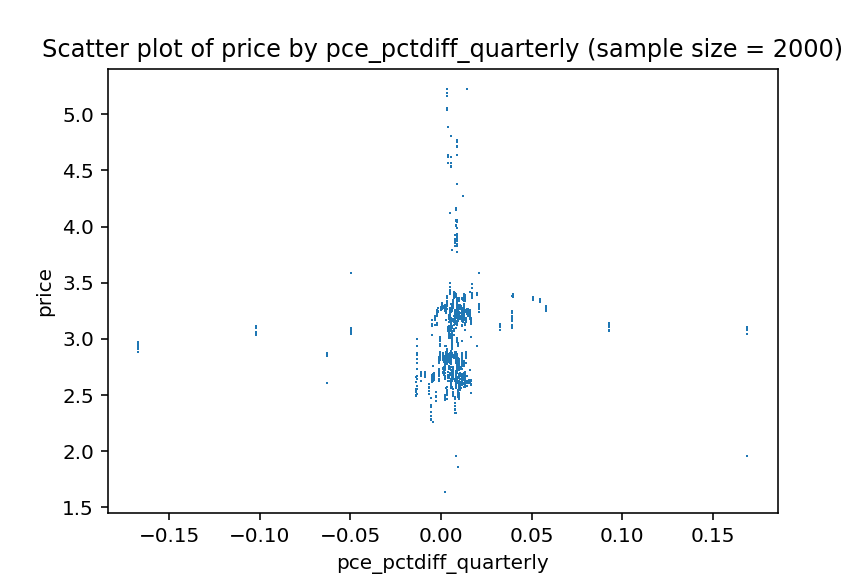 Scatter plot of price by pce_pctdiff_quarterly (sample size = 2000)
price
5.0
4.5
4.0
3.5
3.0
2.5
2.0
1.5
−0.15 −0.10 −0.05 0.00 0.05 0.10 0.15
pce_pctdiff_quarterly